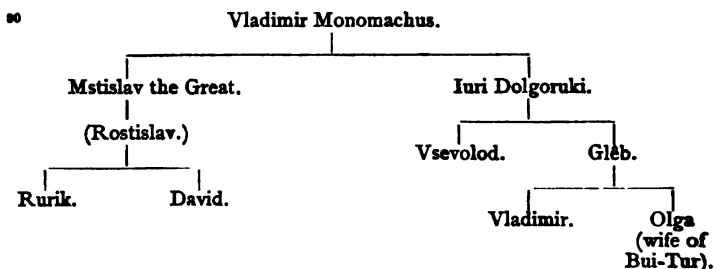 80 Vladimir Monomachus.
Mstislav the Great. Iuri Dolgoruki.
(Rostislav.)
Vsevolod. Gleb.
Rurik. David.
Vladimir. Olga
(wife of
Bui-Tur).